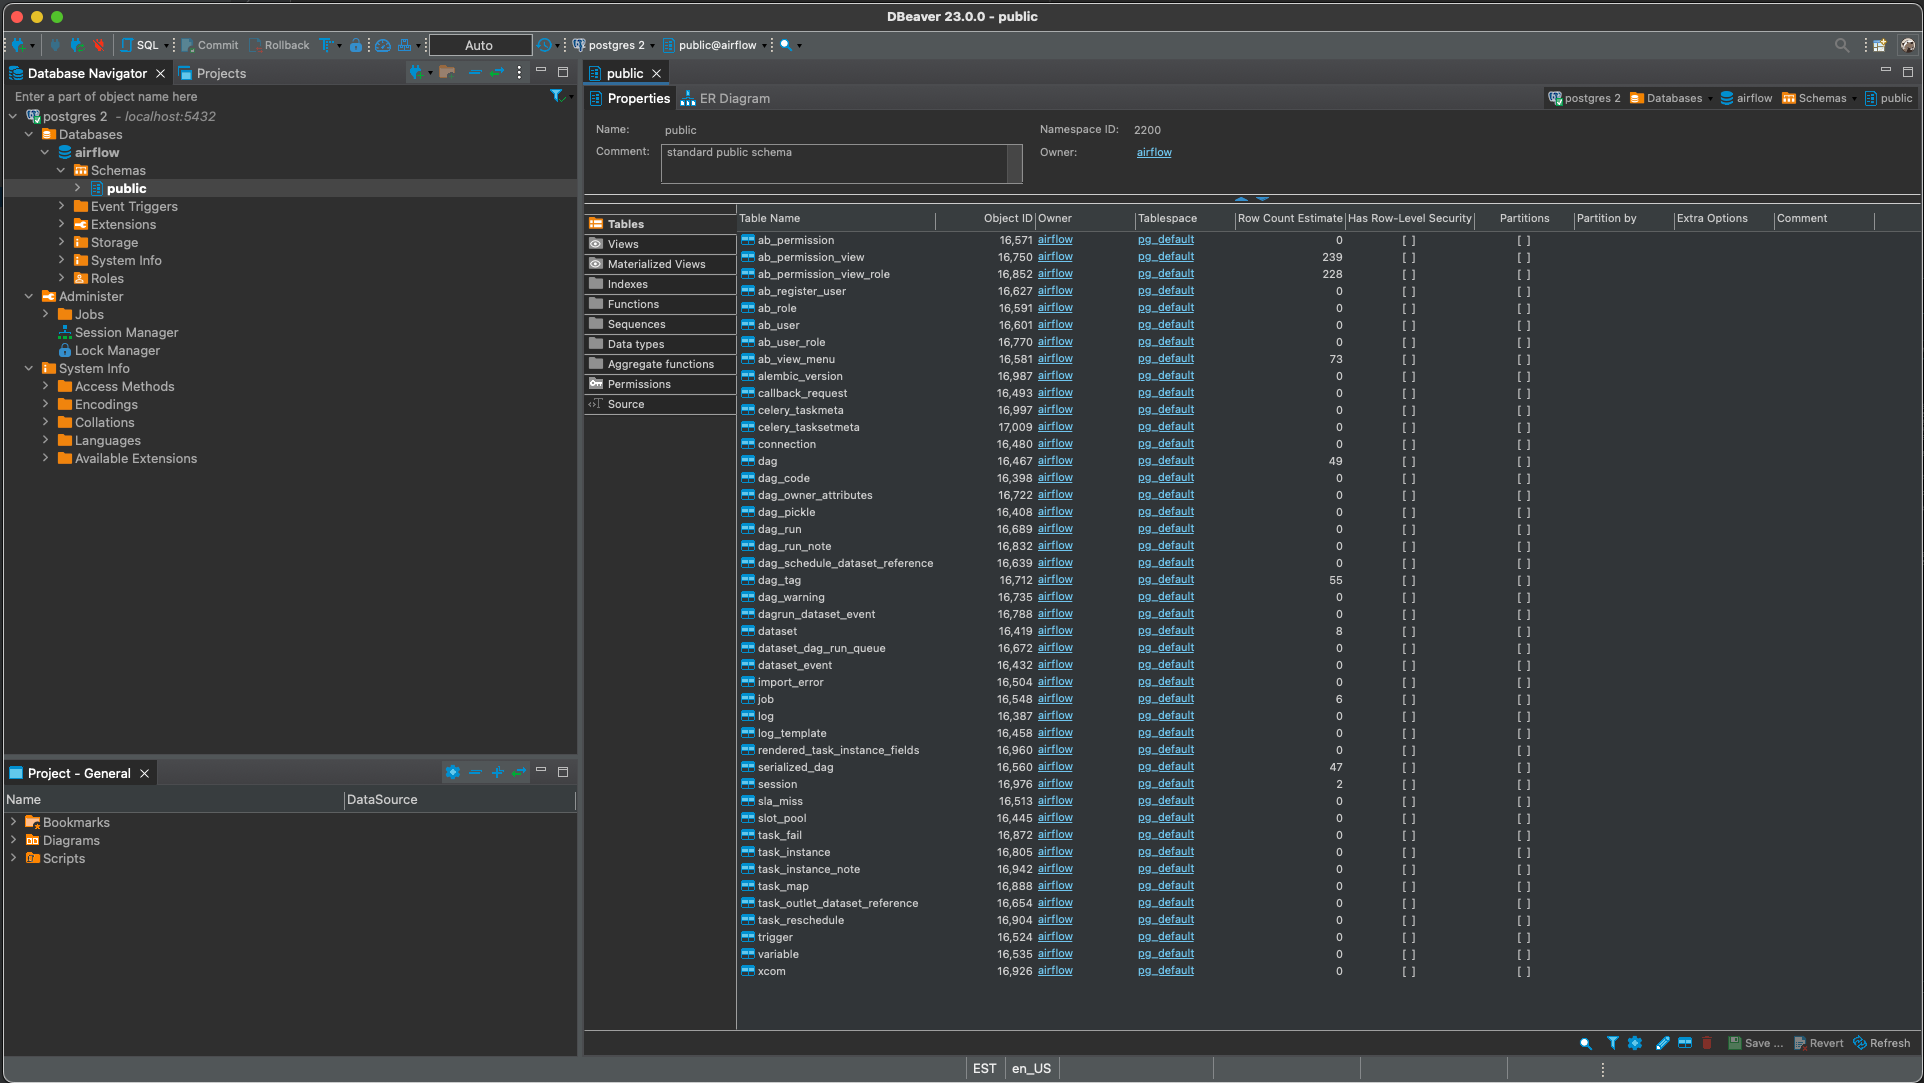 DBeaver 23.0.0 - public
SQL Commit Rollback Auto postgres 2 public@airflow
Database Navigator Projects
Enter a part of object name here
postgres 2 - localhost:5432
Databases
airflow
Schemas
public
Event Triggers
Extensions
Storage
System Info
Roles
Administer
Jobs
Session Manager
Lock Manager
System Info
Access Methods
Encodings
Collations
Languages
Available Extensions
Project - General
Name DataSource
Bookmarks
Diagrams
Scripts
public
Properties ER Diagram postgres 2 Databases airflow Schemas public
Name: public Namespace ID: 2200
Comment: standard public schema Owner: airflow
Tables
Views
Materialized Views
Indexes
Functions
Sequences
Data types
Aggregate functions
Permissions
Source
Table Name Object ID Owner Tablespace Row Count Estimate Has Row-Level Security Partitions Partition by Extra Options Comment
ab_permission 16,571 airflow pg_default 0 [ ] [ ]
ab_permission_view 16,750 airflow pg_default 239 [ ] [ ]
ab_permission_view_role 16,852 airflow pg_default 228 [ ] [ ]
ab_register_user 16,627 airflow pg_default 0 [ ] [ ]
ab_role 16,591 airflow pg_default 0 [ ] [ ]
ab_user 16,601 airflow pg_default 0 [ ] [ ]
ab_user_role 16,770 airflow pg_default 0 [ ] [ ]
ab_view_menu 16,581 airflow pg_default 73 [ ] [ ]
alembic_version 16,987 airflow pg_default 0 [ ] [ ]
callback_request 16,493 airflow pg_default 0 [ ] [ ]
celery_taskmeta 16,997 airflow pg_default 0 [ ] [ ]
celery_tasksetmeta 17,009 airflow pg_default 0 [ ] [ ]
connection 16,480 airflow pg_default 0 [ ] [ ]
dag 16,467 airflow pg_default 49 [ ] [ ]
dag_code 16,398 airflow pg_default 0 [ ] [ ]
dag_owner_attributes 16,722 airflow pg_default 0 [ ] [ ]
dag_pickle 16,408 airflow pg_default 0 [ ] [ ]
dag_run 16,689 airflow pg_default 0 [ ] [ ]
dag_run_note 16,832 airflow pg_default 0 [ ] [ ]
dag_schedule_dataset_reference 16,639 airflow pg_default 0 [ ] [ ]
dag_tag 16,712 airflow pg_default 55 [ ] [ ]
dag_warning 16,735 airflow pg_default 0 [ ] [ ]
dagrun_dataset_event 16,788 airflow pg_default 0 [ ] [ ]
dataset 16,419 airflow pg_default 8 [ ] [ ]
dataset_dag_run_queue 16,672 airflow pg_default 0 [ ] [ ]
dataset_event 16,432 airflow pg_default 0 [ ] [ ]
import_error 16,504 airflow pg_default 0 [ ] [ ]
job 16,548 airflow pg_default 6 [ ] [ ]
log 16,387 airflow pg_default 0 [ ] [ ]
log_template 16,458 airflow pg_default 0 [ ] [ ]
rendered_task_instance_fields 16,960 airflow pg_default 0 [ ] [ ]
serialized_dag 16,560 airflow pg_default 47 [ ] [ ]
session 16,976 airflow pg_default 2 [ ] [ ]
sla_miss 16,513 airflow pg_default 0 [ ] [ ]
slot_pool 16,445 airflow pg_default 0 [ ] [ ]
task_fail 16,872 airflow pg_default 0 [ ] [ ]
task_instance 16,805 airflow pg_default 0 [ ] [ ]
task_instance_note 16,942 airflow pg_default 0 [ ] [ ]
task_map 16,888 airflow pg_default 0 [ ] [ ]
task_outlet_dataset_reference 16,654 airflow pg_default 0 [ ] [ ]
task_reschedule 16,904 airflow pg_default 0 [ ] [ ]
trigger 16,524 airflow pg_default 0 [ ] [ ]
variable 16,535 airflow pg_default 0 [ ] [ ]
xcom 16,926 airflow pg_default 0 [ ] [ ]
Save ... Revert Refresh
EST en_US